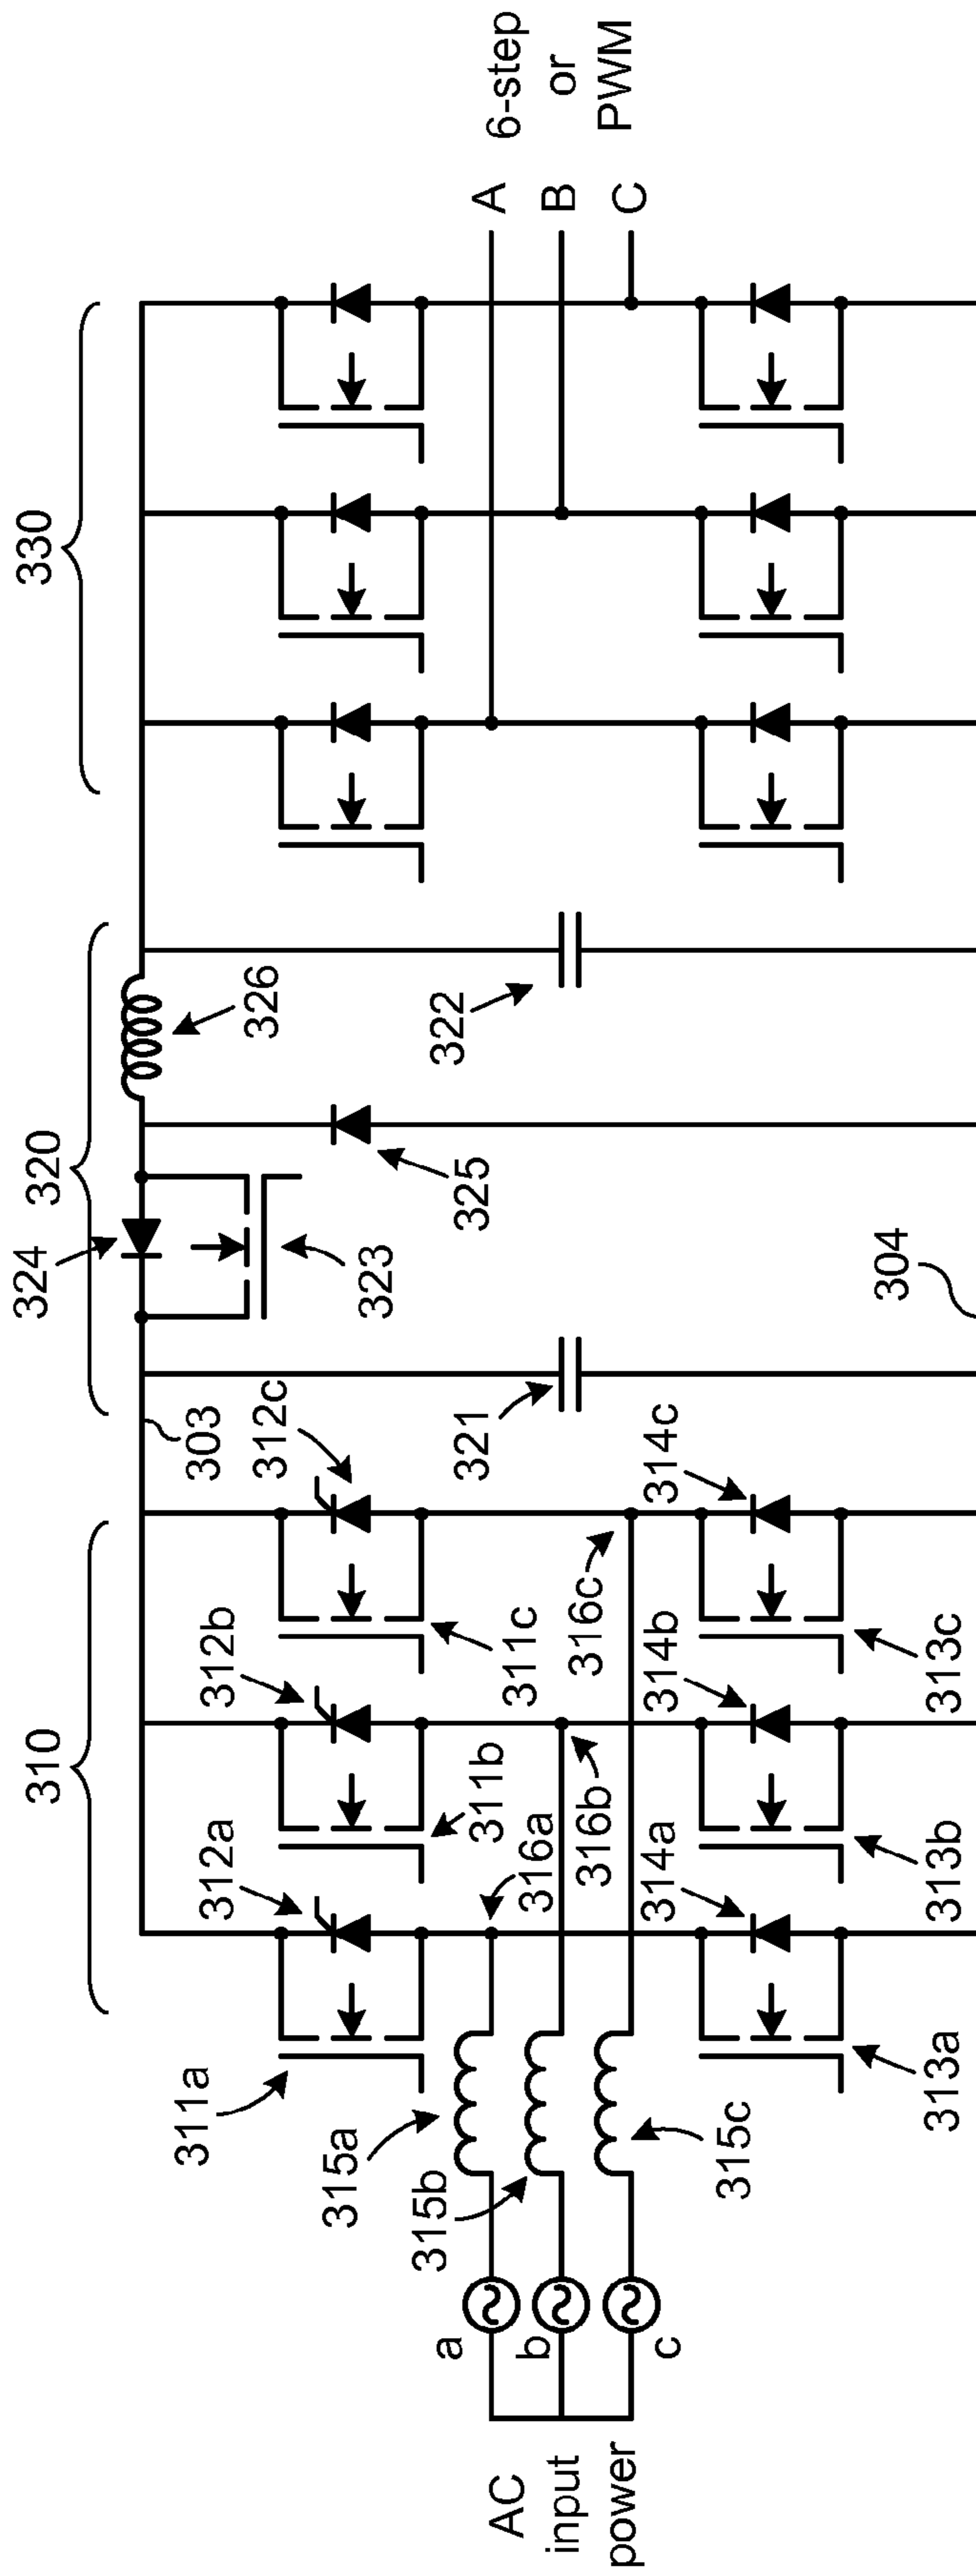 310
320
330
324
326
303
311a
312a
312b
312c
323
325
6-step
or
PWM
A
B
C
315a
311b
311c
321
322
316a
316b
316c
315b
AC
input
power
a
b
c
315c
314a
314b
314c
304
313a
313b
313c